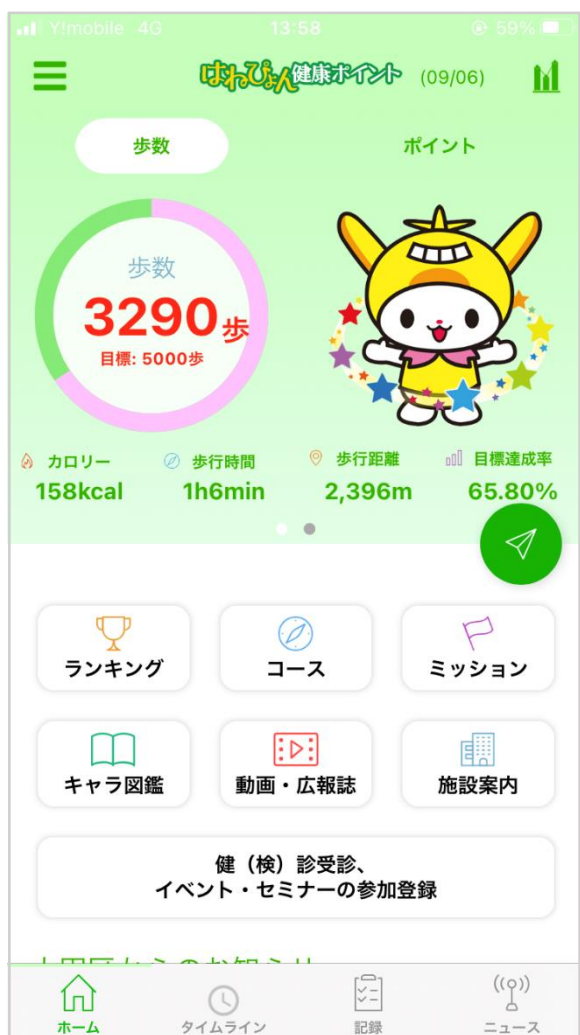 Y!mobile 4G 13:58 59%
はねぴょん健康ポイント (09/06)
歩数 ポイント
歩数
3290歩
目標: 5000歩
カロリー 歩行時間 歩行距離 目標達成率
158kcal 1h6min 2,396m 65.80%
ランキング コース ミッション
キャラ図鑑 動画・広報誌 施設案内
健（検）診受診、
イベント・セミナーの参加登録
ホーム タイムライン 記録 ニュース